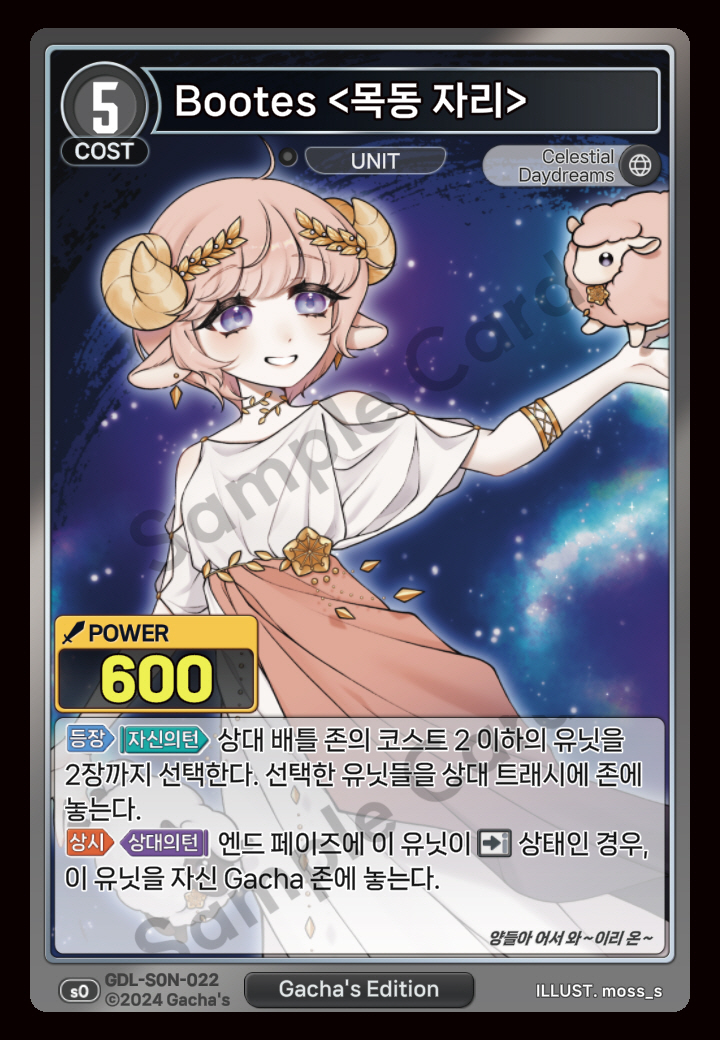 5
COST
Bootes <목동 자리>
UNIT
Celestial
Daydreams
Sample Card
POWER
600
등장 자신의턴 상대 배틀 존의 코스트 2 이하의 유닛을
2장까지 선택한다. 선택한 유닛들을 상대 트래시에 존에
놓는다.
상시 상대의턴 엔드 페이즈에 이 유닛이 상태인 경우,
이 유닛을 자신 Gacha 존에 놓는다.
Sample Card
양들아 어서 와~이리 온~
s0
GDL-S0N-022
©2024 Gacha's
Gacha's Edition
ILLUST. moss_s